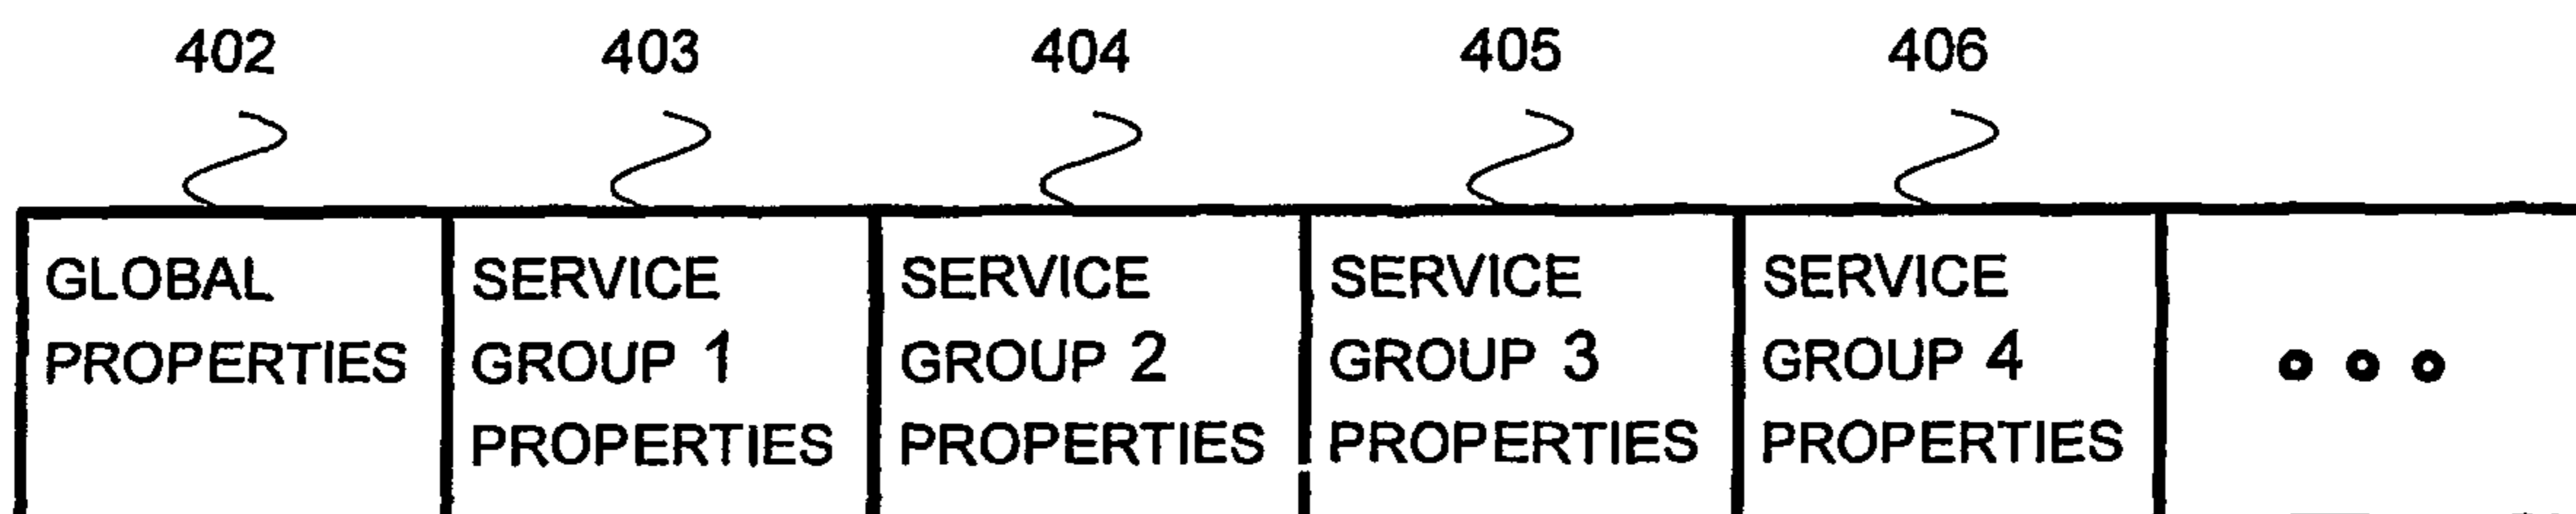 402 403 404 405 406
GLOBAL PROPERTIES
SERVICE GROUP 1 PROPERTIES
SERVICE GROUP 2 PROPERTIES
SERVICE GROUP 3 PROPERTIES
SERVICE GROUP 4 PROPERTIES